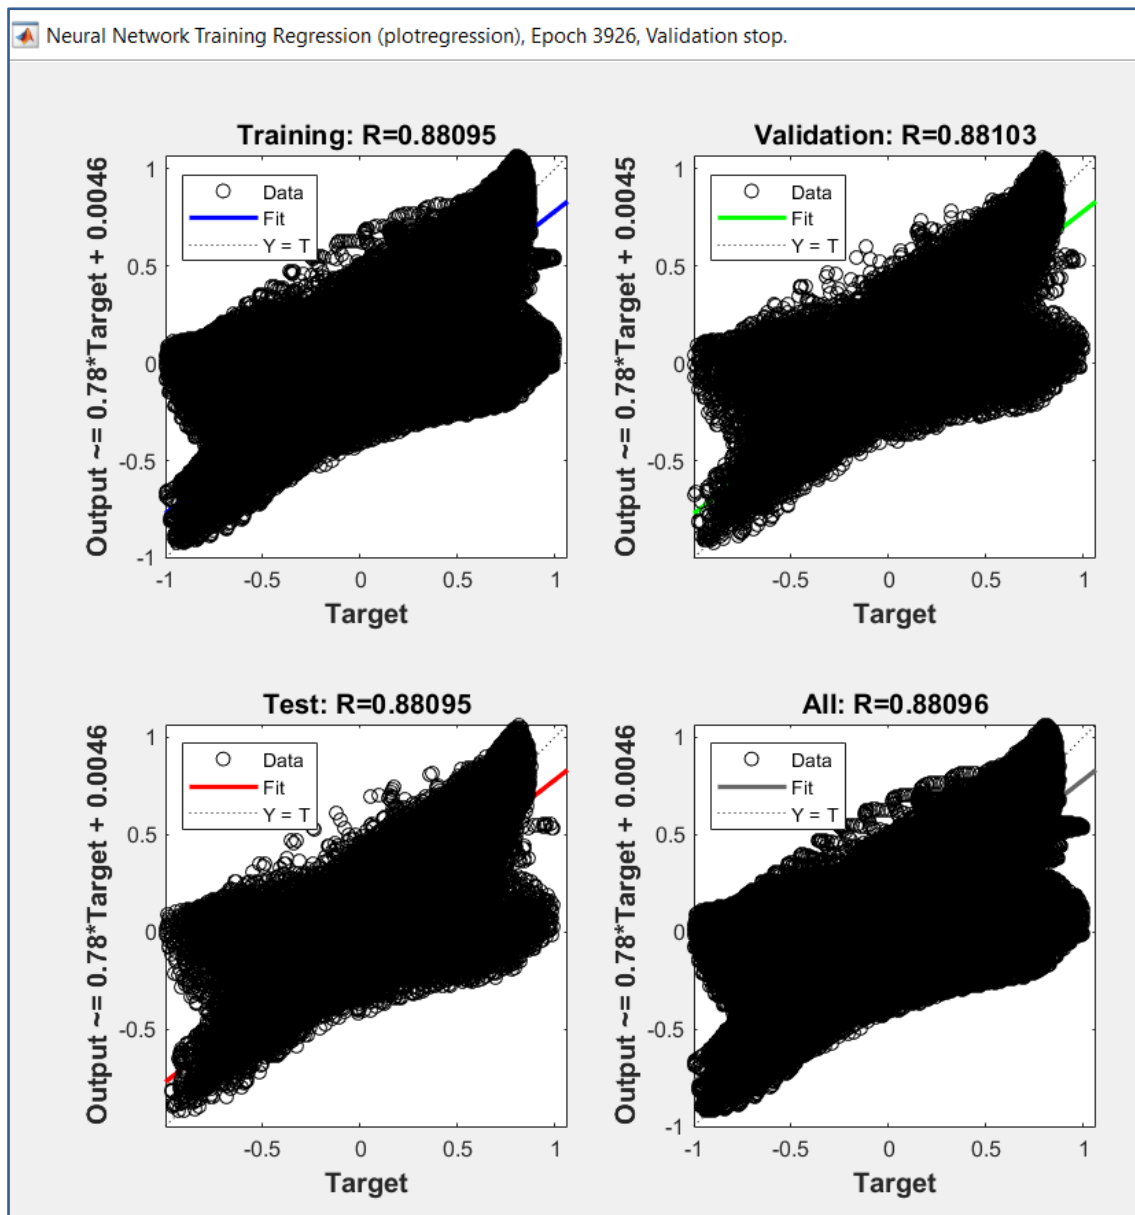 Neural Network Training Regression (plotregression), Epoch 3926, Validation stop.
Training: R=0.88095
Output ~= 0.78*Target + 0.0046
Data
Fit
Y = T
1
0.5
0
-0.5
-1
-1
-0.5
0
0.5
1
Target
Validation: R=0.88103
Output ~= 0.78*Target + 0.0045
Data
Fit
Y = T
1
0.5
0
-0.5
-0.5
0
0.5
1
Target
Test: R=0.88095
Output ~= 0.78*Target + 0.0046
Data
Fit
Y = T
1
0.5
0
-0.5
-0.5
0
0.5
1
Target
All: R=0.88096
Output ~= 0.78*Target + 0.0046
Data
Fit
Y = T
1
0.5
0
-0.5
-1
-1
-0.5
0
0.5
1
Target